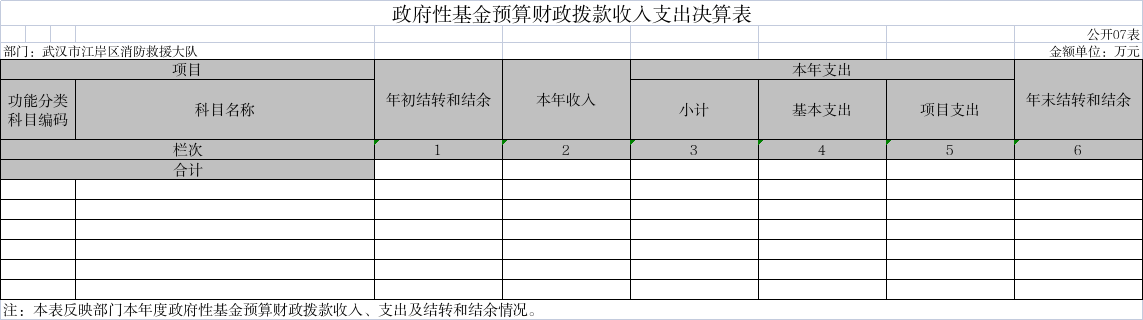 政府性基金预算财政拨款收入支出决算表
公开07表
部门：武汉市江岸区消防救援大队 金额单位：万元
项目 年初结转和结余 本年收入 本年支出 年末结转和结余
功能分类科目编码 科目名称 小计 基本支出 项目支出
栏次 1 2 3 4 5 6
合计
注：本表反映部门本年度政府性基金预算财政拨款收入、支出及结转和结余情况。